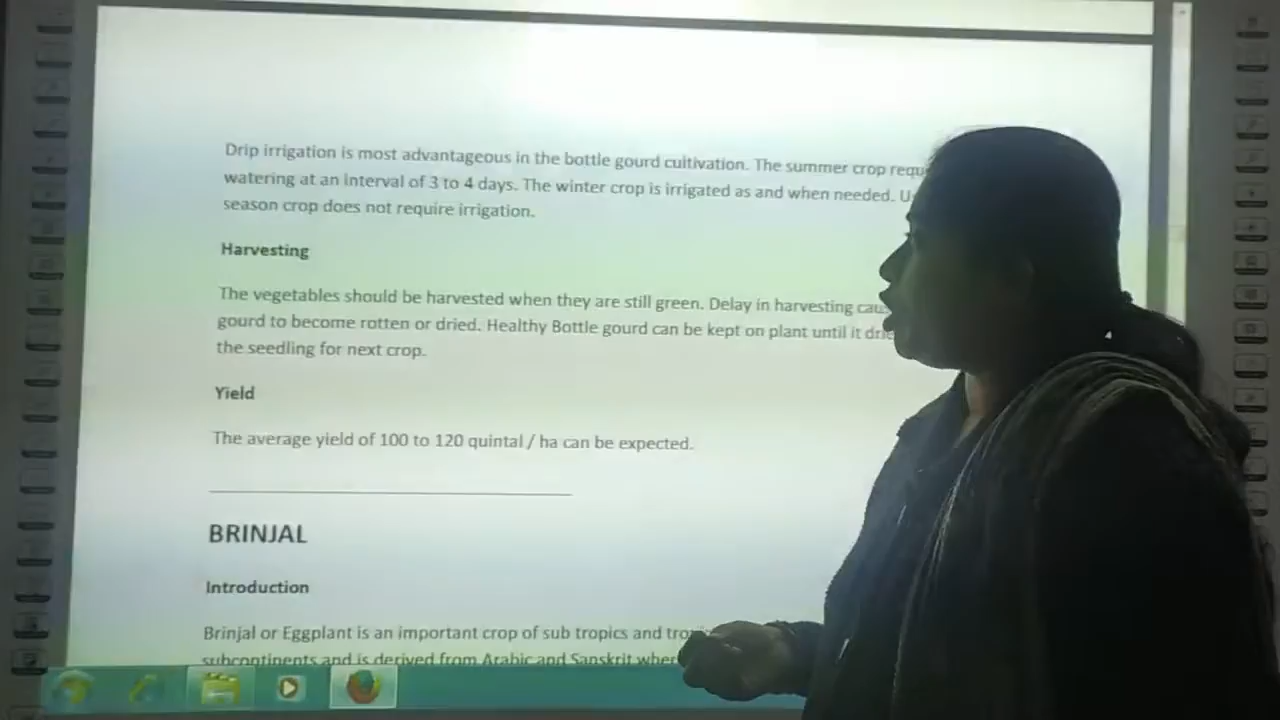 Drip irrigation is most advantageous in the bottle gourd cultivation. The summer crop
watering at an interval of 3 to 4 days. The winter crop is irrigated as and when needed.
season crop does not require irrigation.
Harvesting
The vegetables should be harvested when they are still green. Delay in harvesting
gourd to become rotten or dried. Healthy Bottle gourd can be kept on plant until it
the seedling for next crop.
Yield
The average yield of 100 to 120 quintal / ha can be expected.
BRINJAL
Introduction
Brinjal or Eggplant is an important crop of sub tropics and
subcontinents and is derived from Arabic and Sanskrit